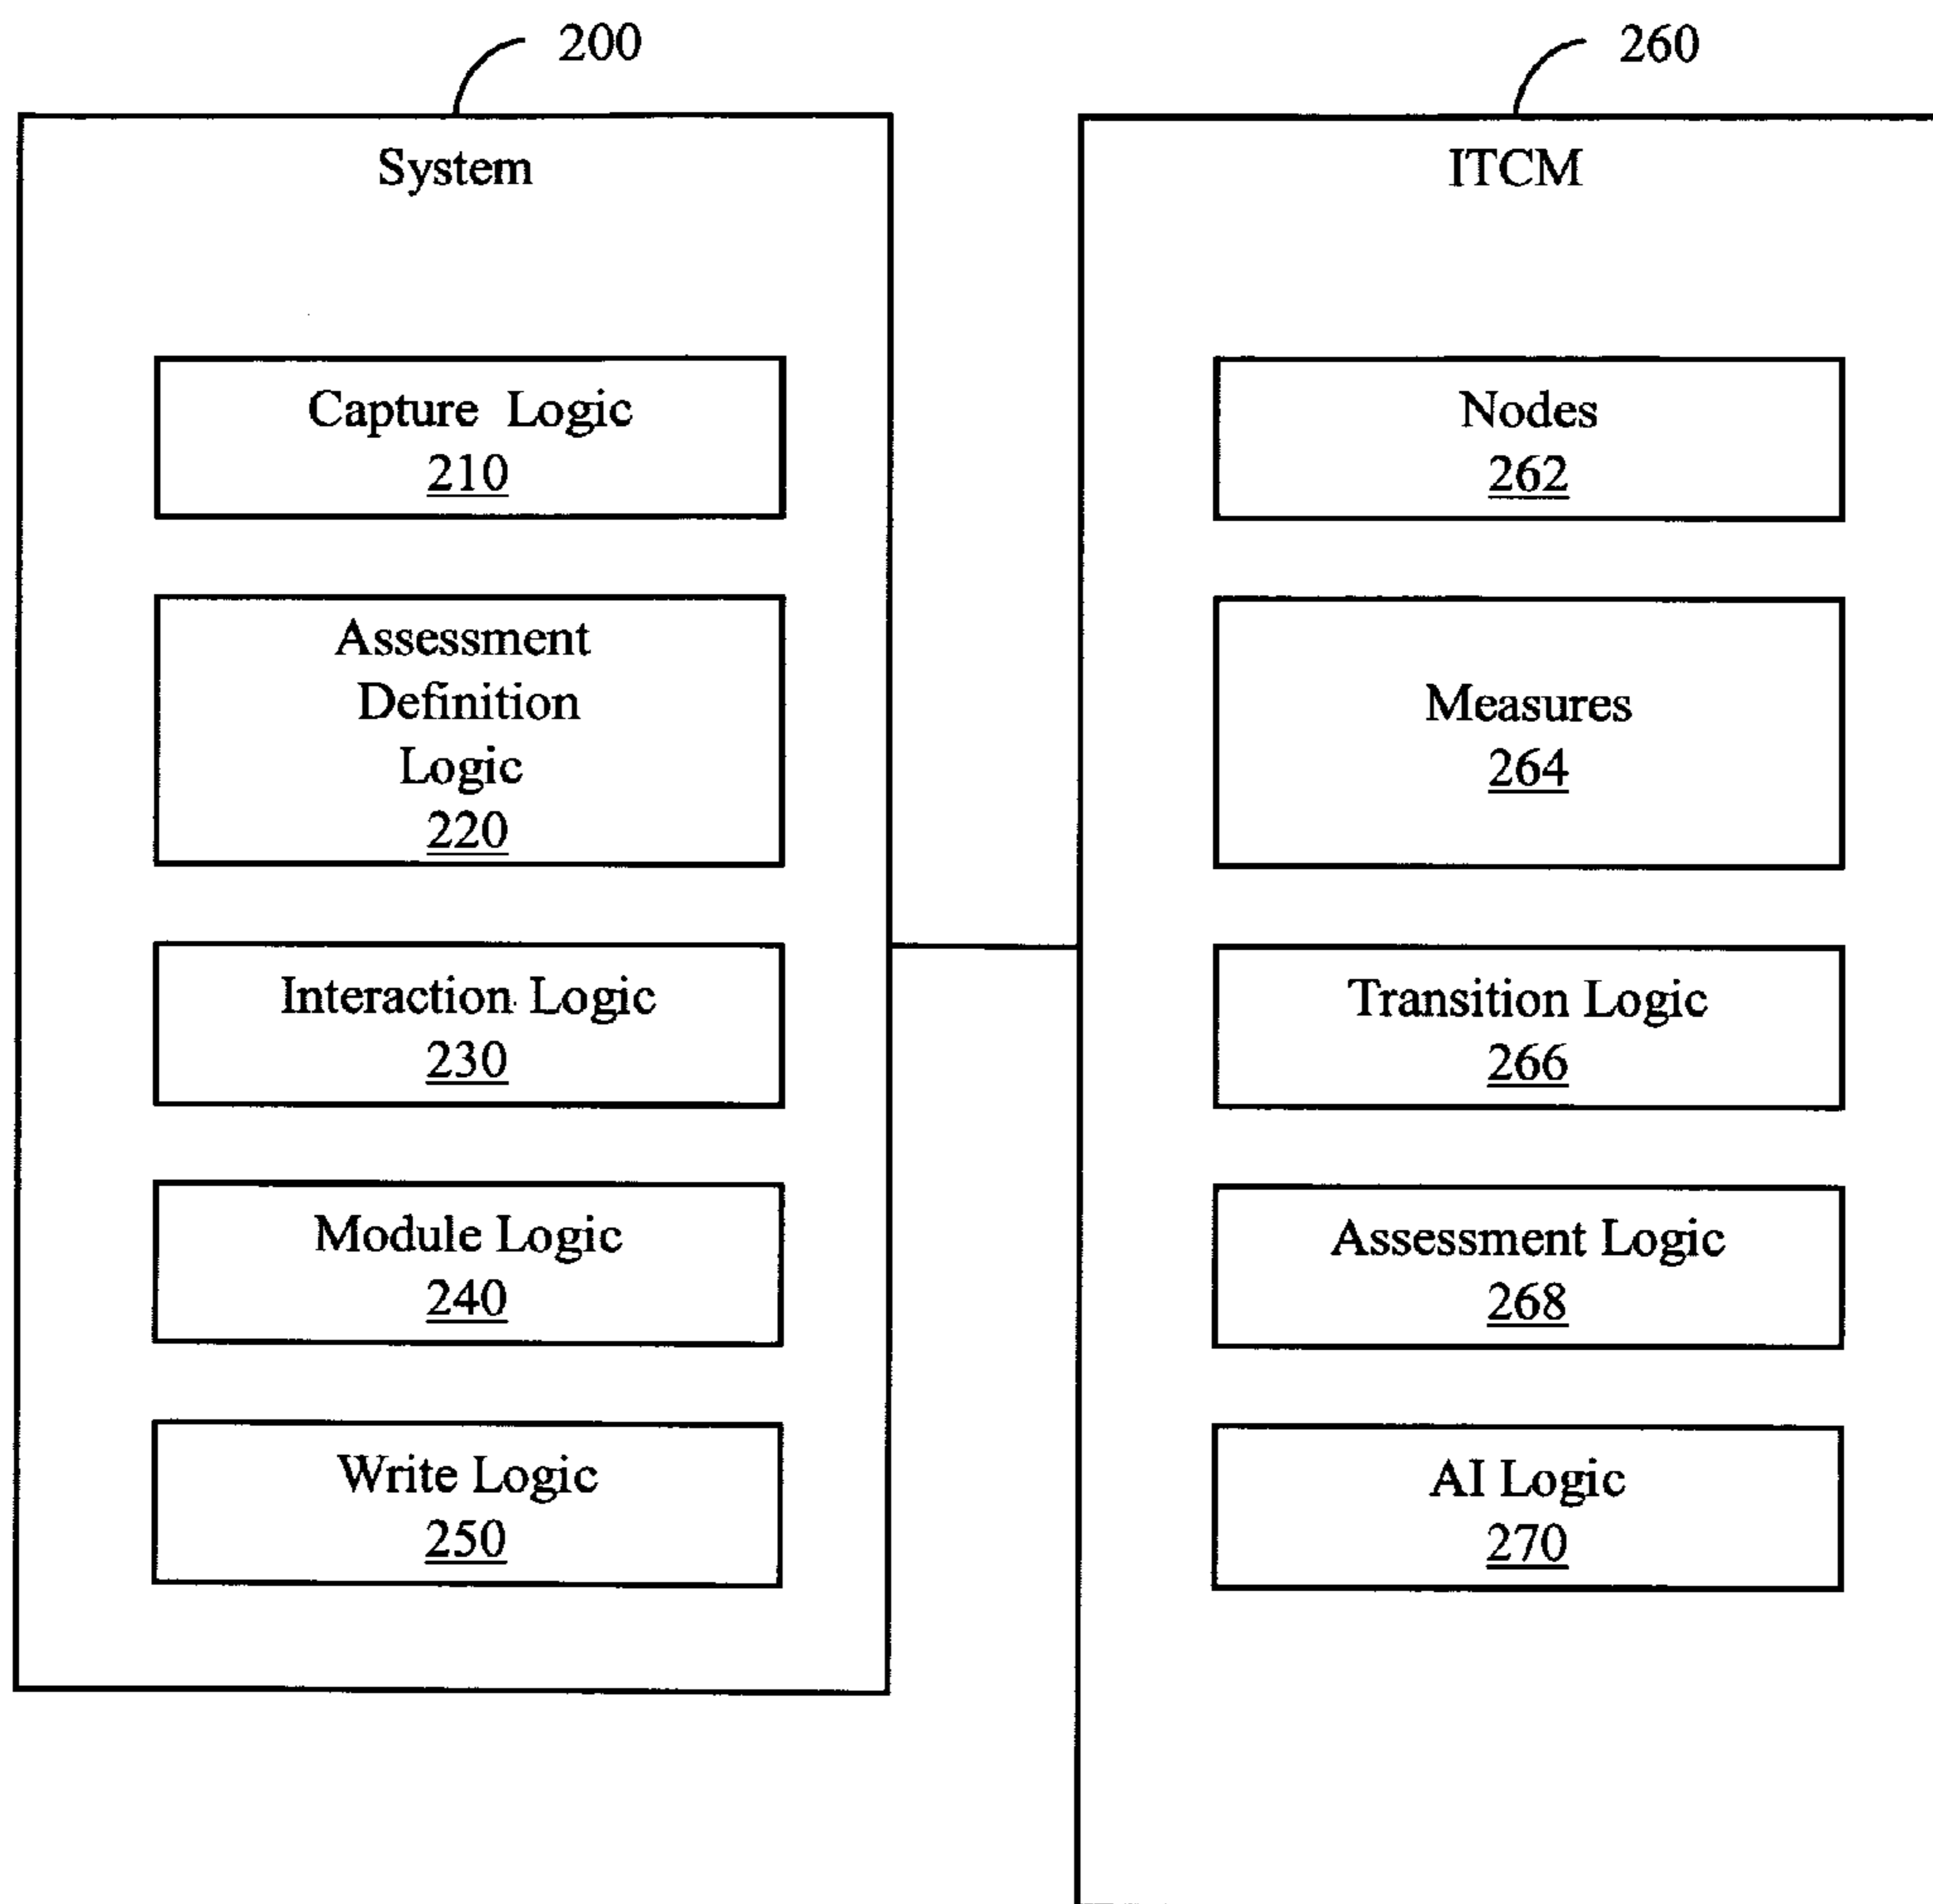 200
System
Capture Logic
210
Assessment
Definition
Logic
220
Interaction Logic
230
Module Logic
240
Write Logic
250
260
ITCM
Nodes
262
Measures
264
Transition Logic
266
Assessment Logic
268
AI Logic
270